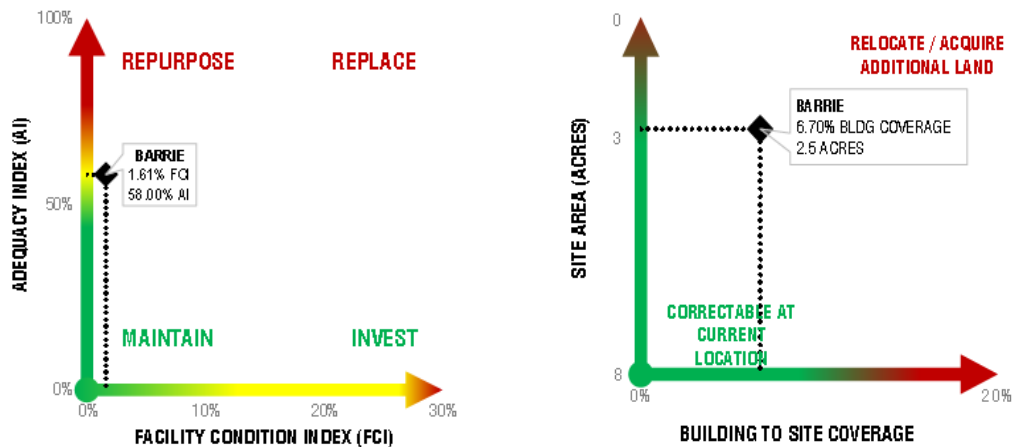 100%
REPURPOSE
REPLACE
BARRIE
1.61% FCI
58.00% AI
50%
MAINTAIN
INVEST
0%
0%
10%
20%
30%
ADEQUACY INDEX (AI)
FACILITY CONDITION INDEX (FCI)
0
RELOCATE / ACQUIRE
ADDITIONAL LAND
BARRIE
6.70% BLDG COVERAGE
2.5 ACRES
3
CORRECTABLE AT
CURRENT
LOCATION
8
0%
20%
SITE AREA (ACRES)
BUILDING TO SITE COVERAGE